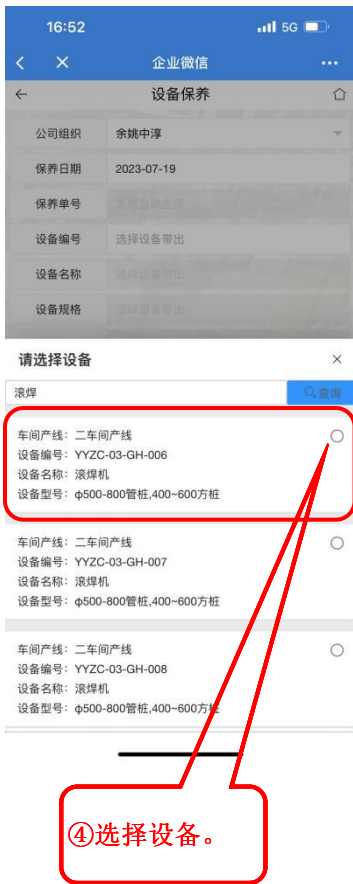 16:52
5G
企业微信
设备保养
公司组织 余姚中淳
保养日期 2023-07-19
保养单号 系统自动生成
设备编号 选择设备带出
设备名称 选择设备带出
设备规格 选择设备带出
请选择设备
滚焊 查询
车间产线：二车间产线
设备编号：YYZC-03-GH-006
设备名称：滚焊机
设备型号：φ500-800管桩,400~600方桩
车间产线：二车间产线
设备编号：YYZC-03-GH-007
设备名称：滚焊机
设备型号：φ500-800管桩,400~600方桩
车间产线：二车间产线
设备编号：YYZC-03-GH-008
设备名称：滚焊机
设备型号：φ500-800管桩,400~600方桩
④选择设备。